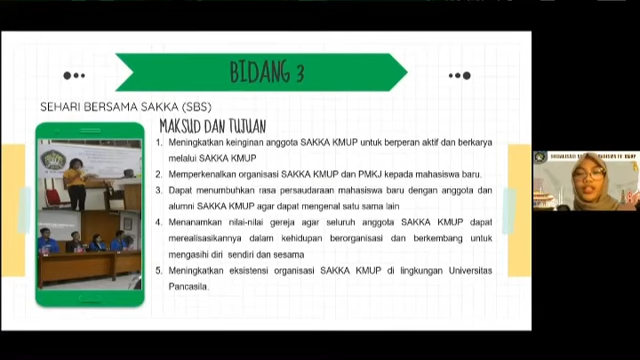 BIDANG 3
SEHARI BERSAMA SAKKA (SBS)
MAKSUD DAN TUJUAN
1. Meningkatkan keinginan anggota SAKKA KMUP untuk berperan aktif dan berkarya
melalui SAKKA KMUP
2. Memperkenalkan organisasi SAKKA KMUP dan PMKJ kepada mahasiswa baru.
3. Dapat menumbuhkan rasa persaudaraan mahasiswa baru dengan anggota dan
alumni SAKKA KMUP agar dapat mengenal satu sama lain
4. Menanamkan nilai-nilai gereja agar seluruh anggota SAKKA KMUP dapat
merealisasikannya dalam kehidupan berorganisasi dan berkembang untuk
mengasihi diri sendiri dan sesama
5. Meningkatkan eksistensi organisasi SAKKA KMUP di lingkungan Universitas
Pancasila.